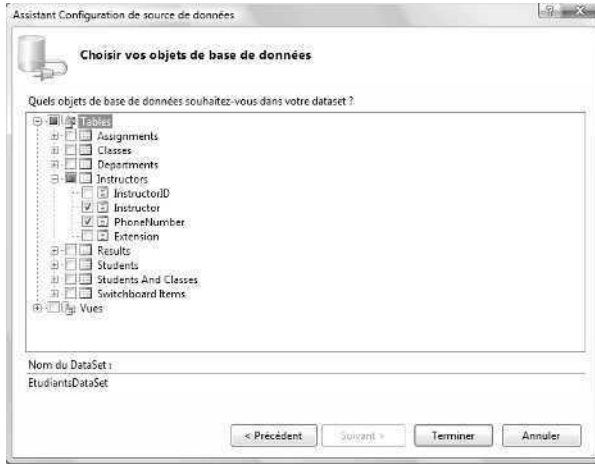 Assistant Configuration de source de données
Choisir vos objets de base de données
Quels objets de base de données souhaitez-vous dans votre dataset ?
Tables
Assignments
Classes
Departments
Instructors
InstructorID
Instructor
PhoneNumber
Extension
Results
Students
Students And Classes
Switchboard Items
Vues
Nom du DataSet :
EtudiantsDataSet
< Précédent Suivant > Terminer Annuler